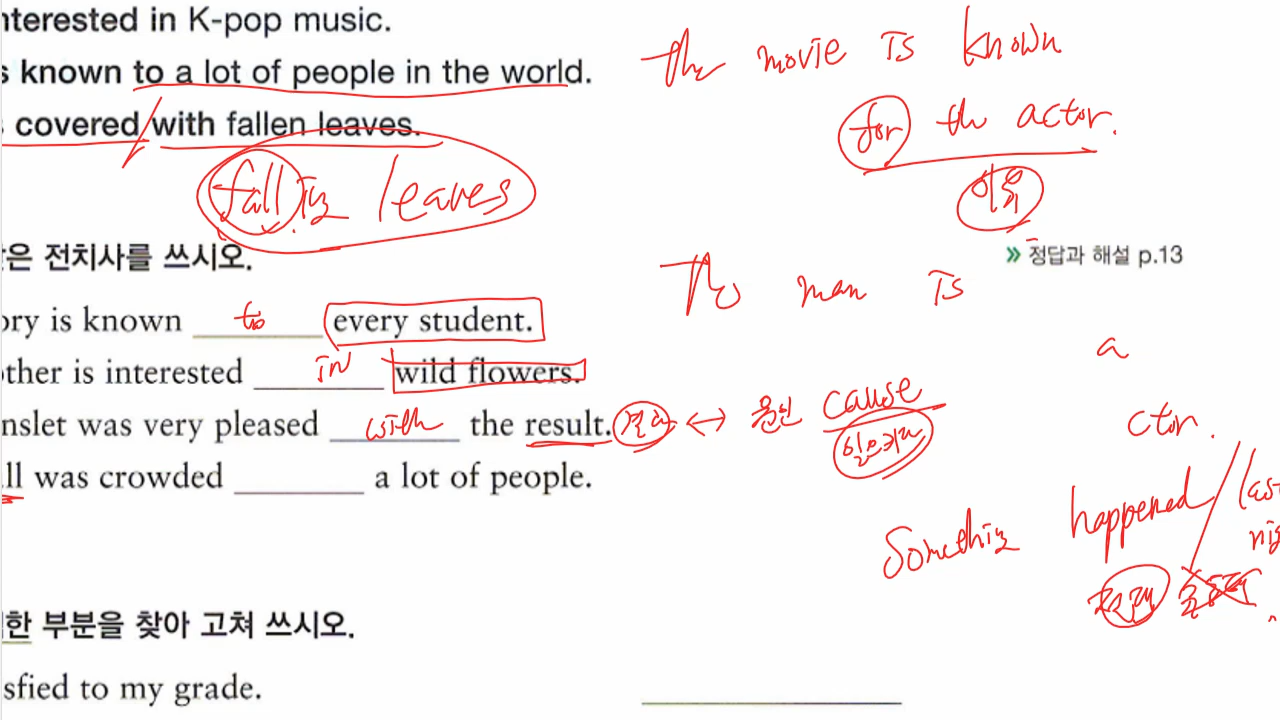 nterested in K-pop music.
s known to a lot of people in the world.
covered with fallen leaves.
falling leaves
the movie is known
for the actor.
이유
은 전치사를 쓰시오.
정답과 해설 p.13
The man is
a
ctor.
ory is known to every student.
ther is interested in wild flowers.
nslet was very pleased with the result. 결과 ↔ 원인 cause
일으키다
ll was crowded ________ a lot of people.
Something happened / last
한 부분을 찾아 고쳐 쓰시오.
sfied to my grade.